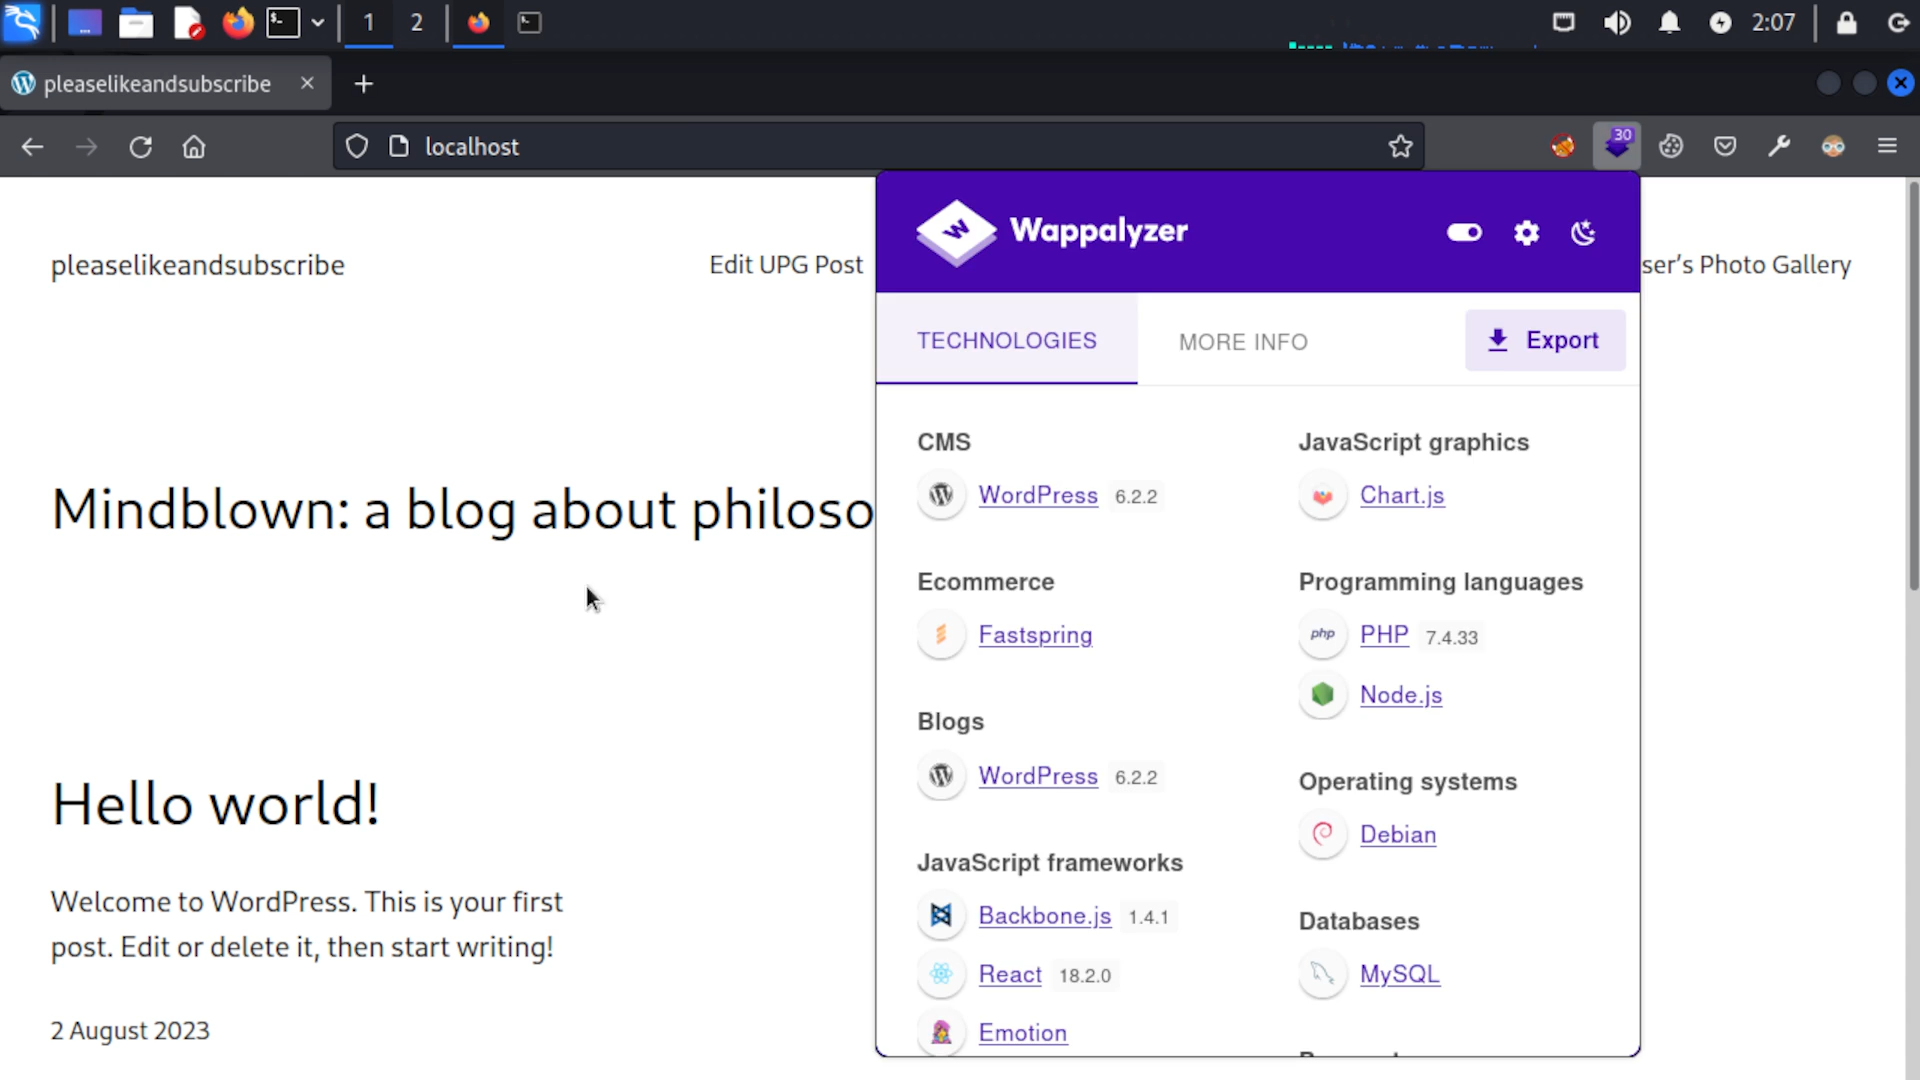 1 2 2:07
pleaselikeandsubscribe
localhost
30
pleaselikeandsubscribe
Edit UPG Post
ser’s Photo Gallery
Mindblown: a blog about philoso
Hello world!
Welcome to WordPress. This is your first
post. Edit or delete it, then start writing!
2 August 2023
Wappalyzer
TECHNOLOGIES
MORE INFO
Export
CMS
WordPress 6.2.2
Ecommerce
Fastspring
Blogs
WordPress 6.2.2
JavaScript frameworks
Backbone.js 1.4.1
React 18.2.0
Emotion
JavaScript graphics
Chart.js
Programming languages
php PHP 7.4.33
Node.js
Operating systems
Debian
Databases
MySQL